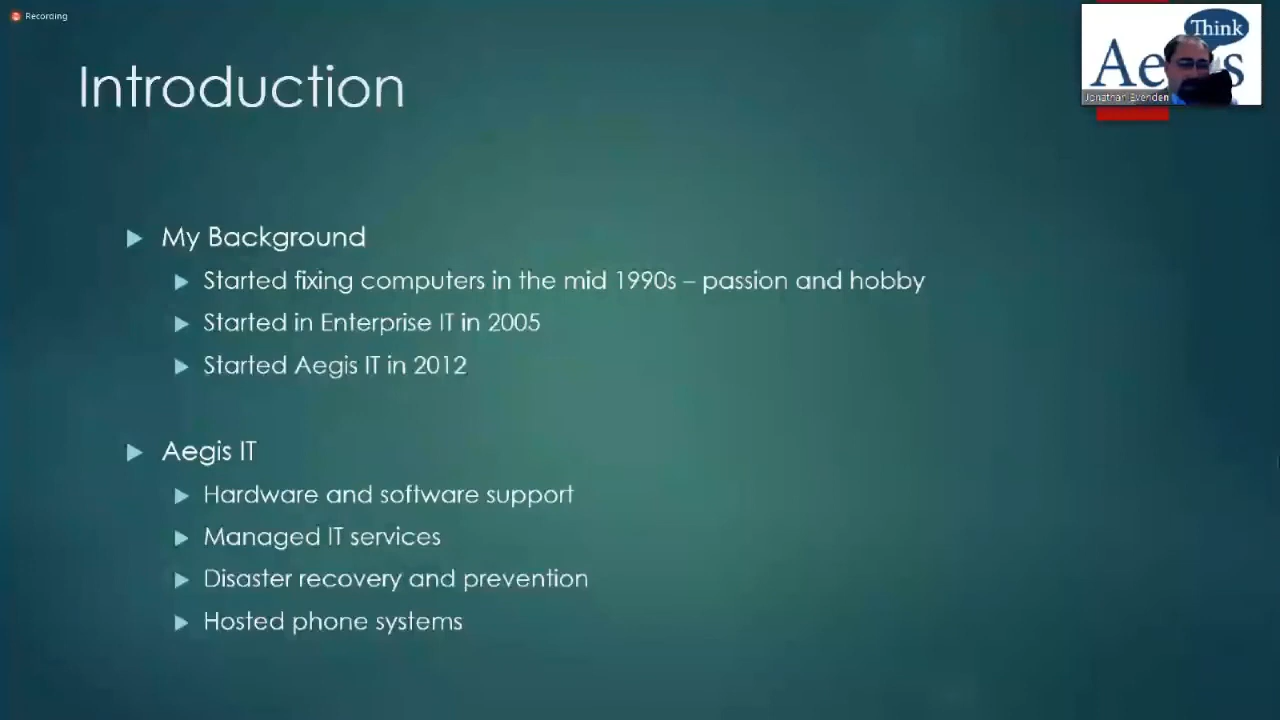 Recording
Think
Introduction
Jonathan Evenden
My Background
Started fixing computers in the mid 1990s – passion and hobby
Started in Enterprise IT in 2005
Started Aegis IT in 2012
Aegis IT
Hardware and software support
Managed IT services
Disaster recovery and prevention
Hosted phone systems